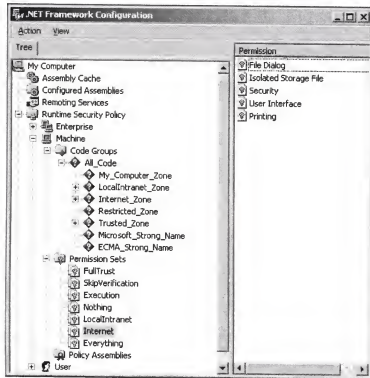 .NET Framework Configuration
Action View
Tree
My Computer
Assembly Cache
Configured Assemblies
Remoting Services
Runtime Security Policy
Enterprise
Machine
Code Groups
All_Code
My_Computer_Zone
LocalIntranet_Zone
Internet_Zone
Restricted_Zone
Trusted_Zone
Microsoft_Strong_Name
ECMA_Strong_Name
Permission Sets
FullTrust
SkipVerification
Execution
Nothing
LocalIntranet
Internet
Everything
Policy Assemblies
User
Permission
File Dialog
Isolated Storage File
Security
User Interface
Printing